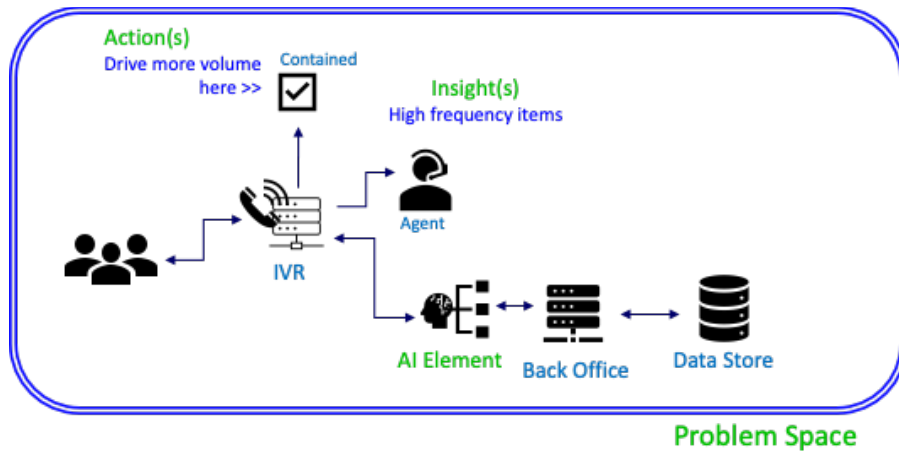 Action(s)
Drive more volume
here >>
Contained
Insight(s)
High frequency items
Agent
IVR
AI Element
Back Office
Data Store
Problem Space